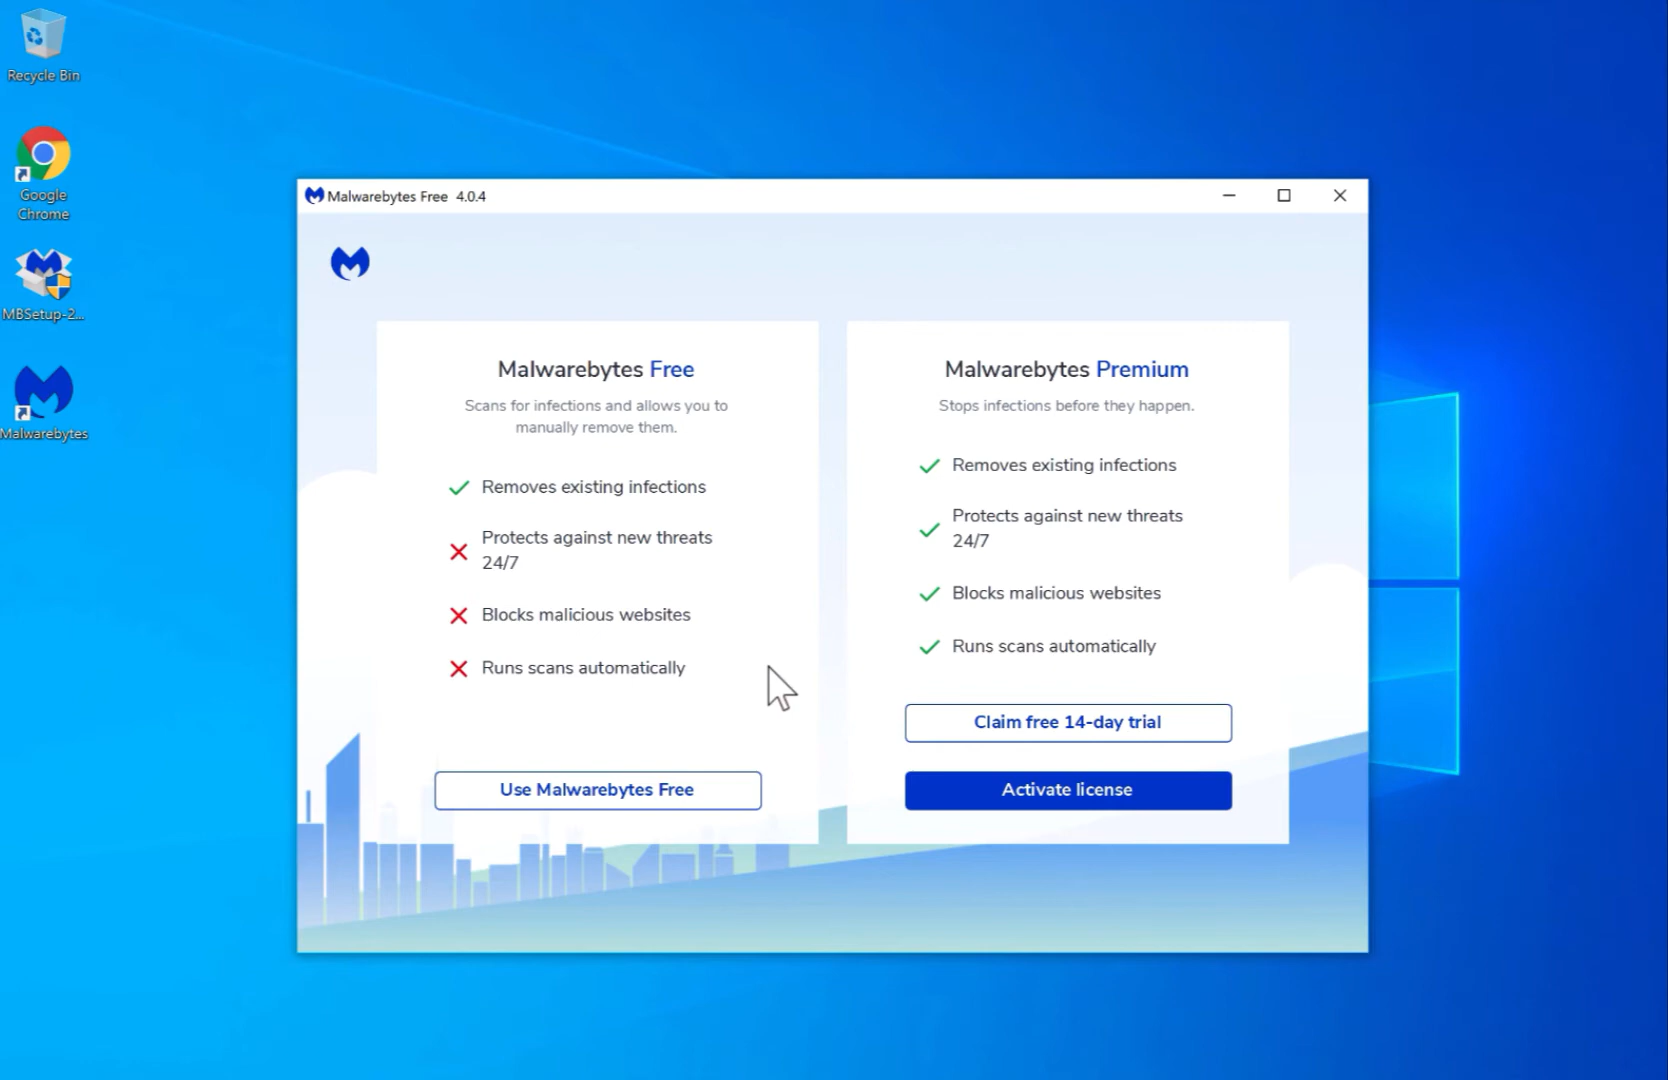 Recycle Bin
Google
Chrome
MBSetup-2...
Malwarebytes
Malwarebytes Free 4.0.4
Malwarebytes Free
Scans for infections and allows you to
manually remove them.
Removes existing infections
Protects against new threats
24/7
Blocks malicious websites
Runs scans automatically
Use Malwarebytes Free
Malwarebytes Premium
Stops infections before they happen.
Removes existing infections
Protects against new threats
24/7
Blocks malicious websites
Runs scans automatically
Claim free 14-day trial
Activate license